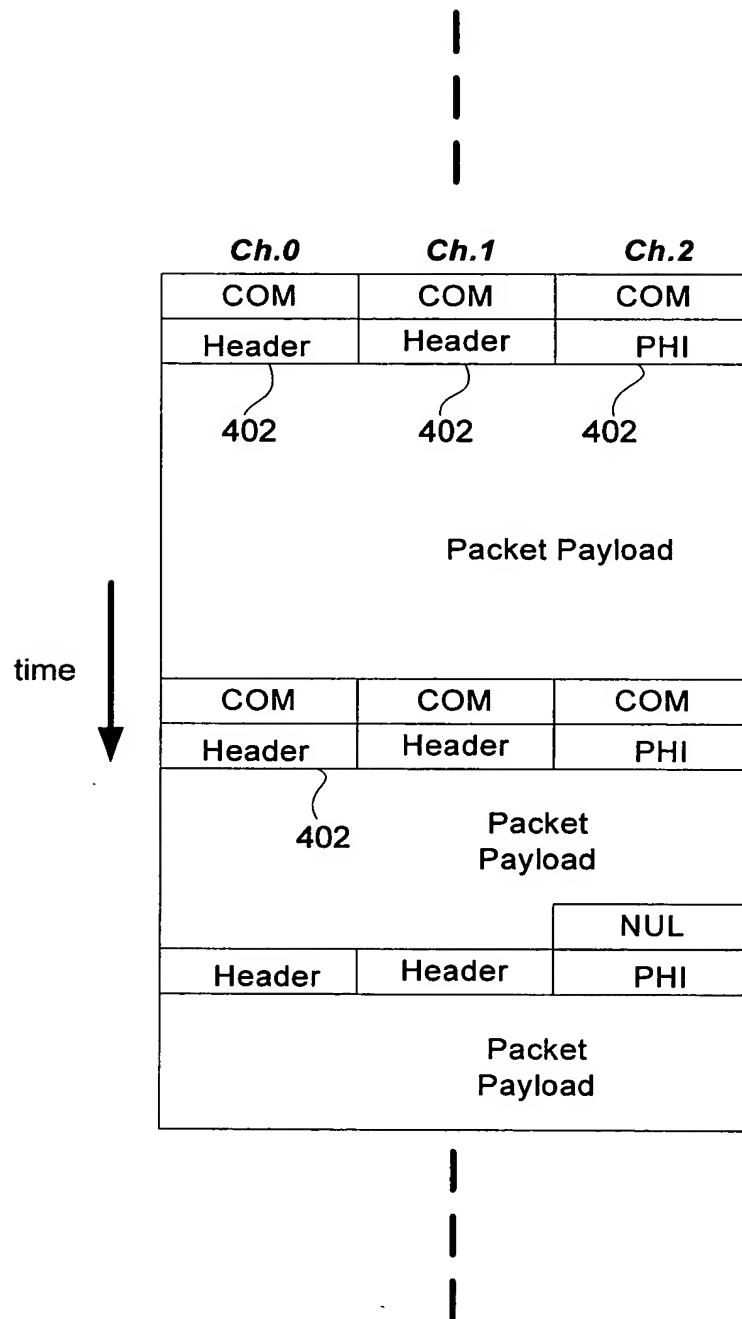 Ch.0 Ch.1 Ch.2
COM COM COM
Header Header PHI
402 402 402
Packet Payload
time
COM COM COM
Header Header PHI
402
Packet
Payload
NUL
Header Header PHI
Packet
Payload